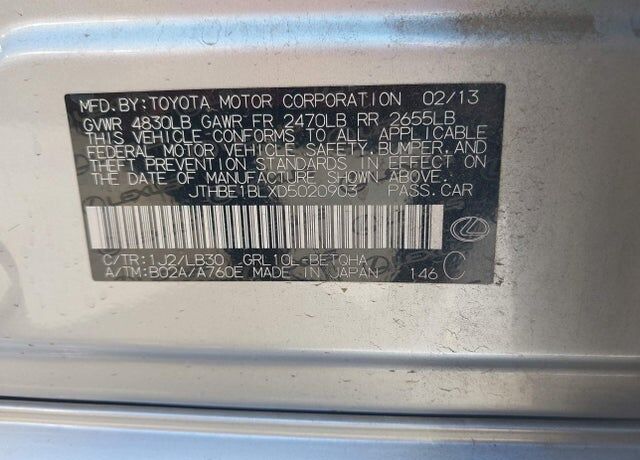 MFD.BY:TOYOTA MOTOR CORPORATION 02/13
GVWR 4830LB GAWR FR 2470LB RR 2655LB
THIS VEHICLE CONFORMS TO ALL APPLICABLE
FEDERAL MOTOR VEHICLE SAFETY, BUMPER, AND
THEFT PREVENTION STANDARDS IN EFFECT ON
THE DATE OF MANUFACTURE SHOWN ABOVE.
JTHBE1BLXD5020903 PASS.CAR
C/TR:1J2/LB30 GRL10L-BETQHA
A/TM:B02A/A760E MADE IN JAPAN 146 C